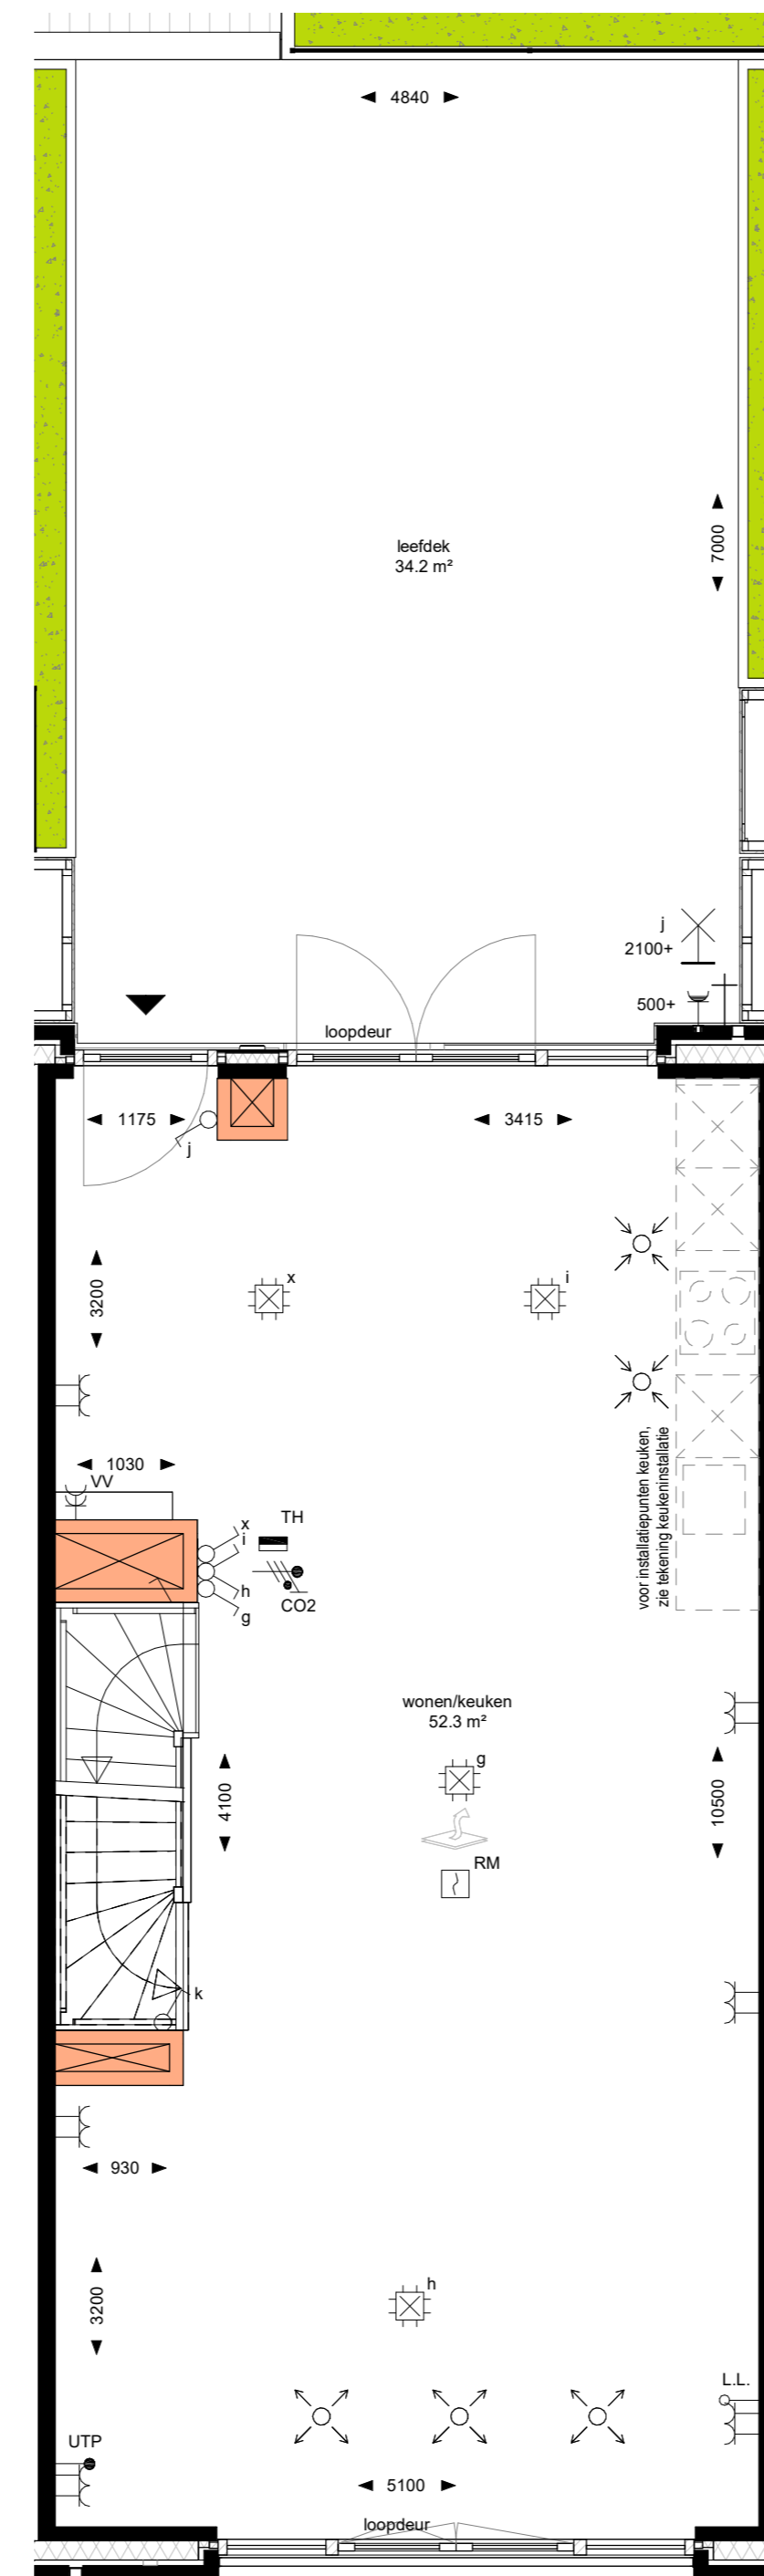 4840
7000
leefdek
34.2 m²
j
2100+
500+
loopdeur
1175
3415
j
x
i
3200
1030
VV
voor installatiepunten keuken,
zie tekening keukeninstallatie
x
i
h
g
TH
CO2
wonen/keuken
52.3 m²
g
4100
10500
RM
k
930
3200
h
L.L.
UTP
5100
loopdeur